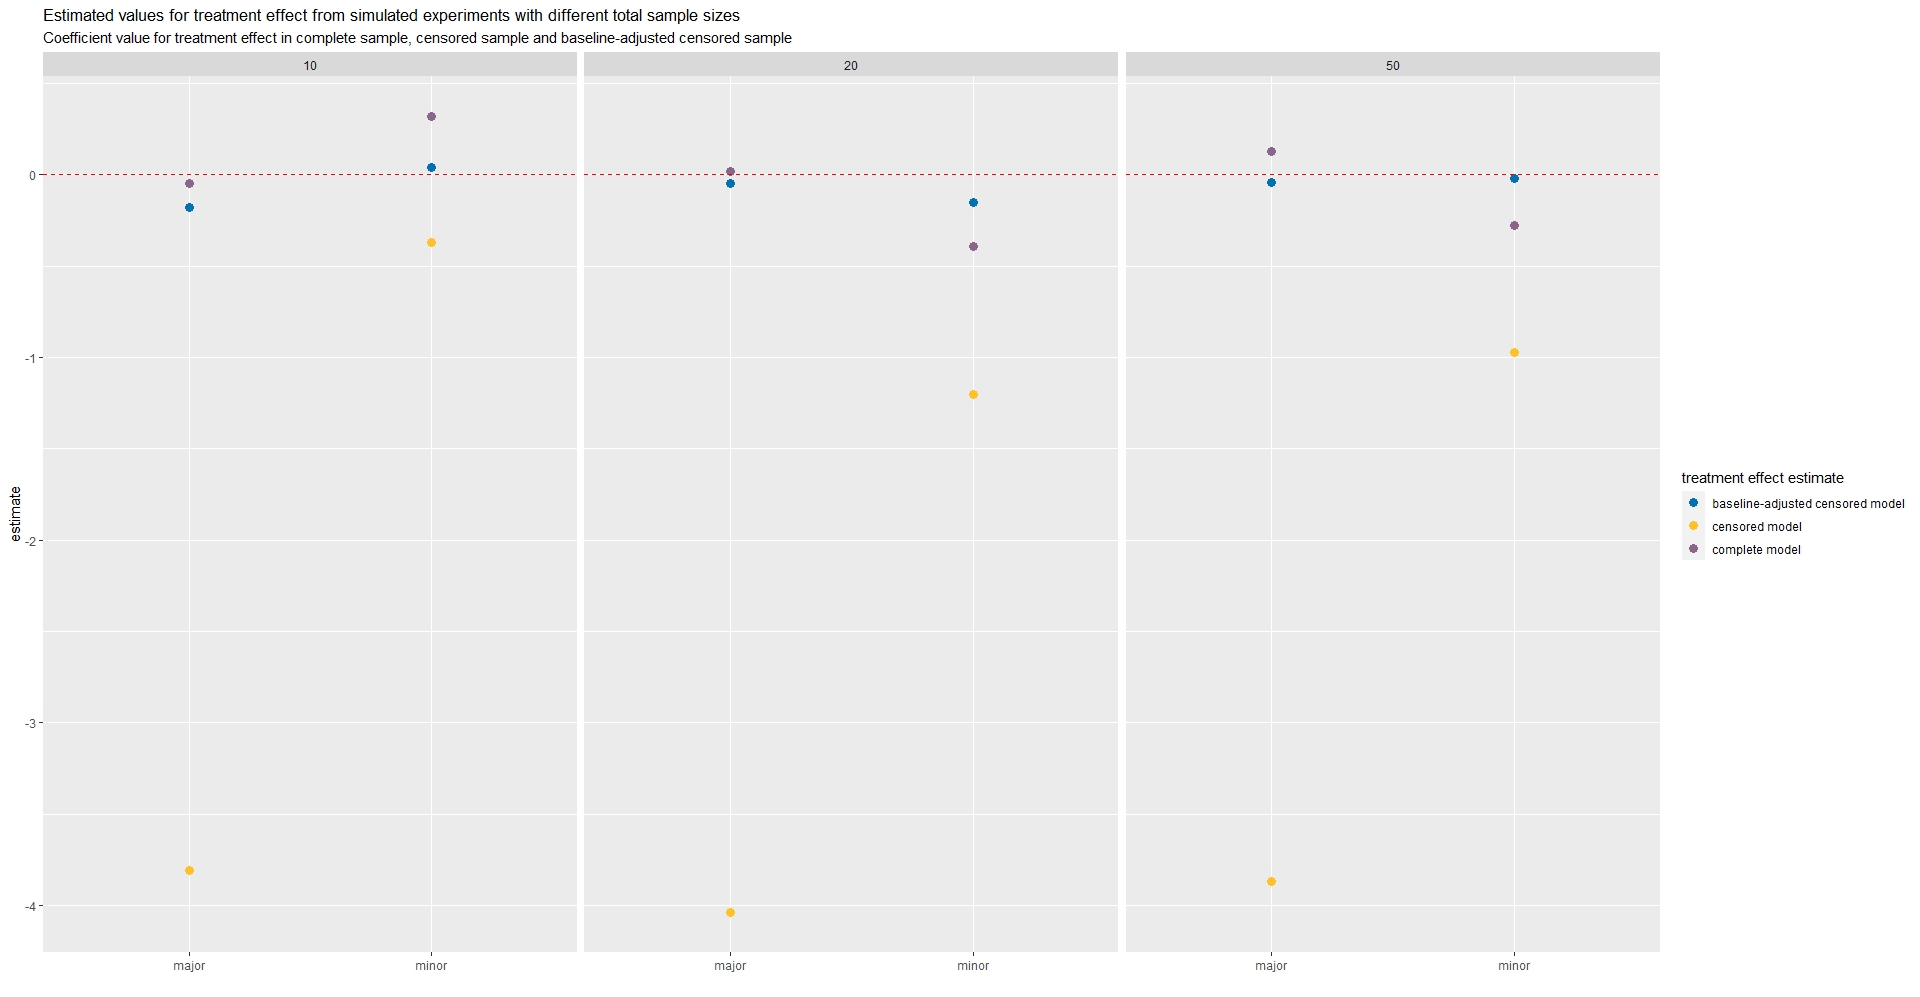 Estimated values for treatment effect from simulated experiments with different total sample sizes
Coefficient value for treatment effect in complete sample, censored sample and baseline-adjusted censored sample
10
20
50
0
-1
-2
-3
-4
estimate
major
minor
major
minor
major
minor
treatment effect estimate
baseline-adjusted censored model
censored model
complete model